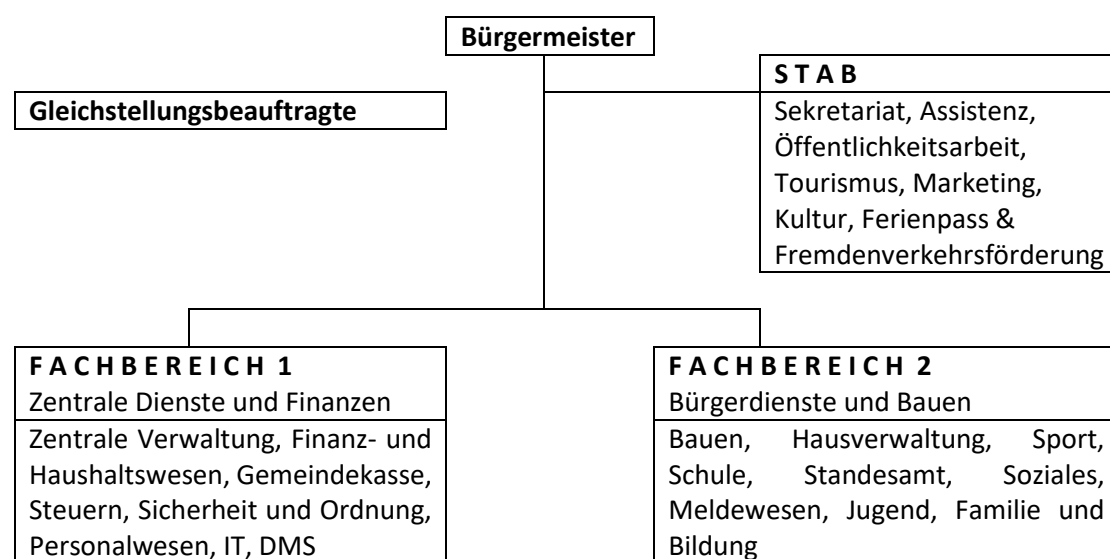 Bürgermeister
S T A B
Sekretariat, Assistenz,
Öffentlichkeitsarbeit,
Tourismus, Marketing,
Kultur, Ferienpass &
Fremdenverkehrsförderung
Gleichstellungsbeauftragte
F A C H B E R E I C H 1
Zentrale Dienste und Finanzen
Zentrale Verwaltung, Finanz- und
Haushaltswesen, Gemeindekasse,
Steuern, Sicherheit und Ordnung,
Personalwesen, IT, DMS
F A C H B E R E I C H 2
Bürgerdienste und Bauen
Bauen, Hausverwaltung, Sport,
Schule, Standesamt, Soziales,
Meldewesen, Jugend, Familie und
Bildung